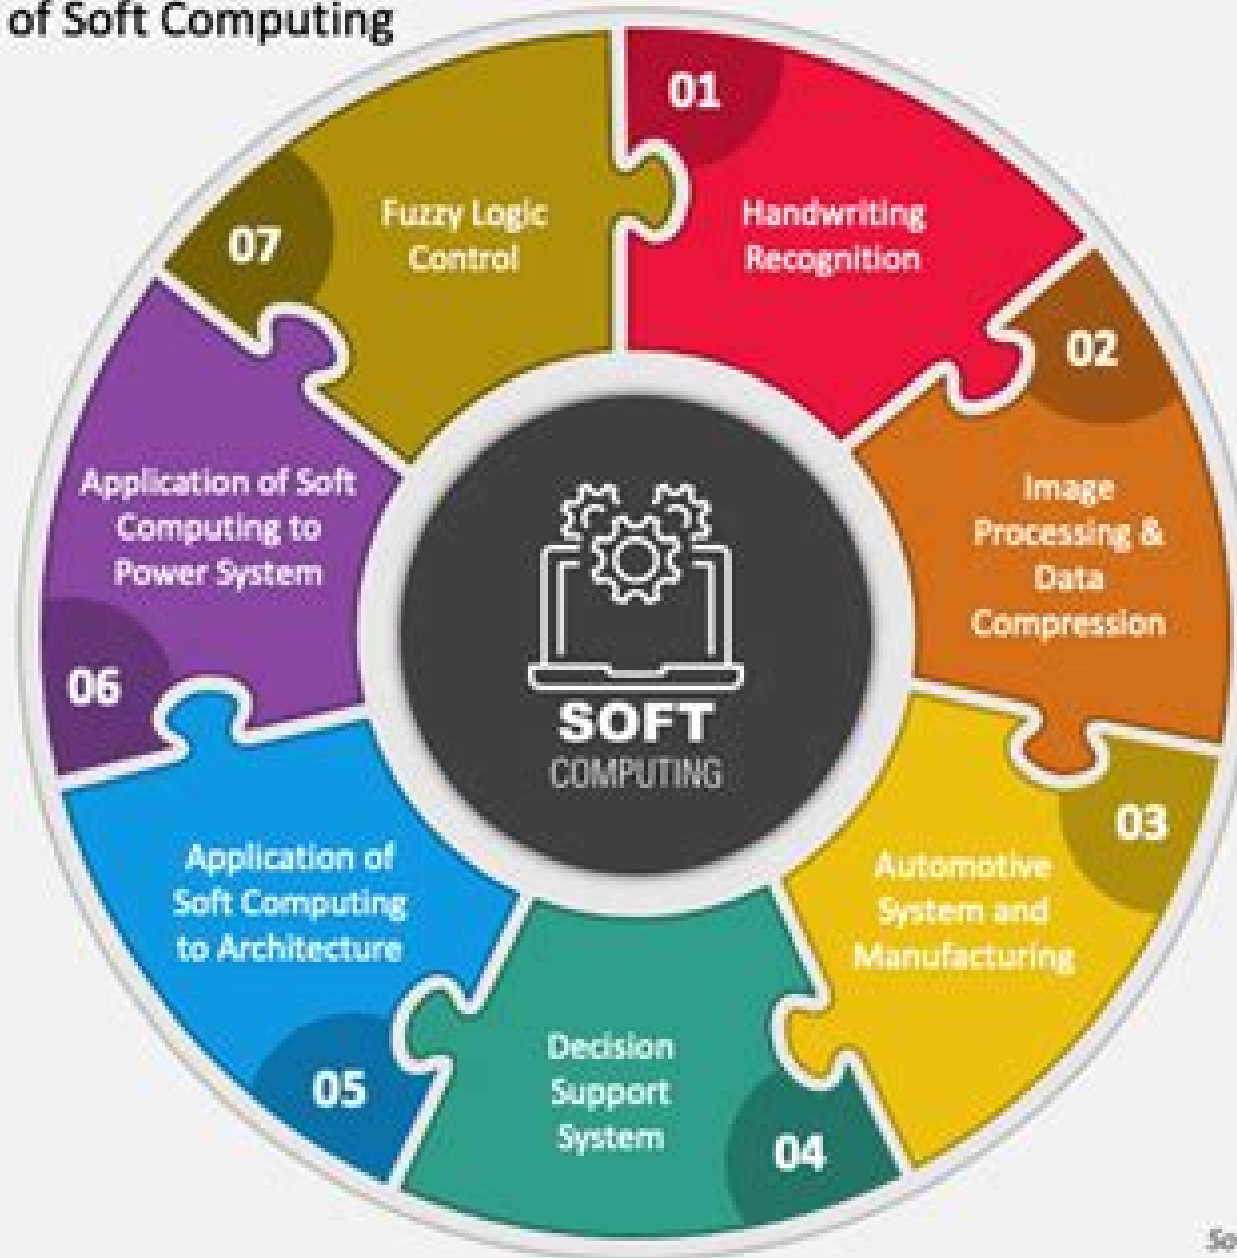 of Soft Computing
01
Handwriting
Recognition
02
Image
Processing &
Data
Compression
03
Automotive
System and
Manufacturing
04
Decision
Support
System
05
Application of
Soft Computing
to Architecture
06
Application of Soft
Computing to
Power System
07
Fuzzy Logic
Control
SOFT
COMPUTING